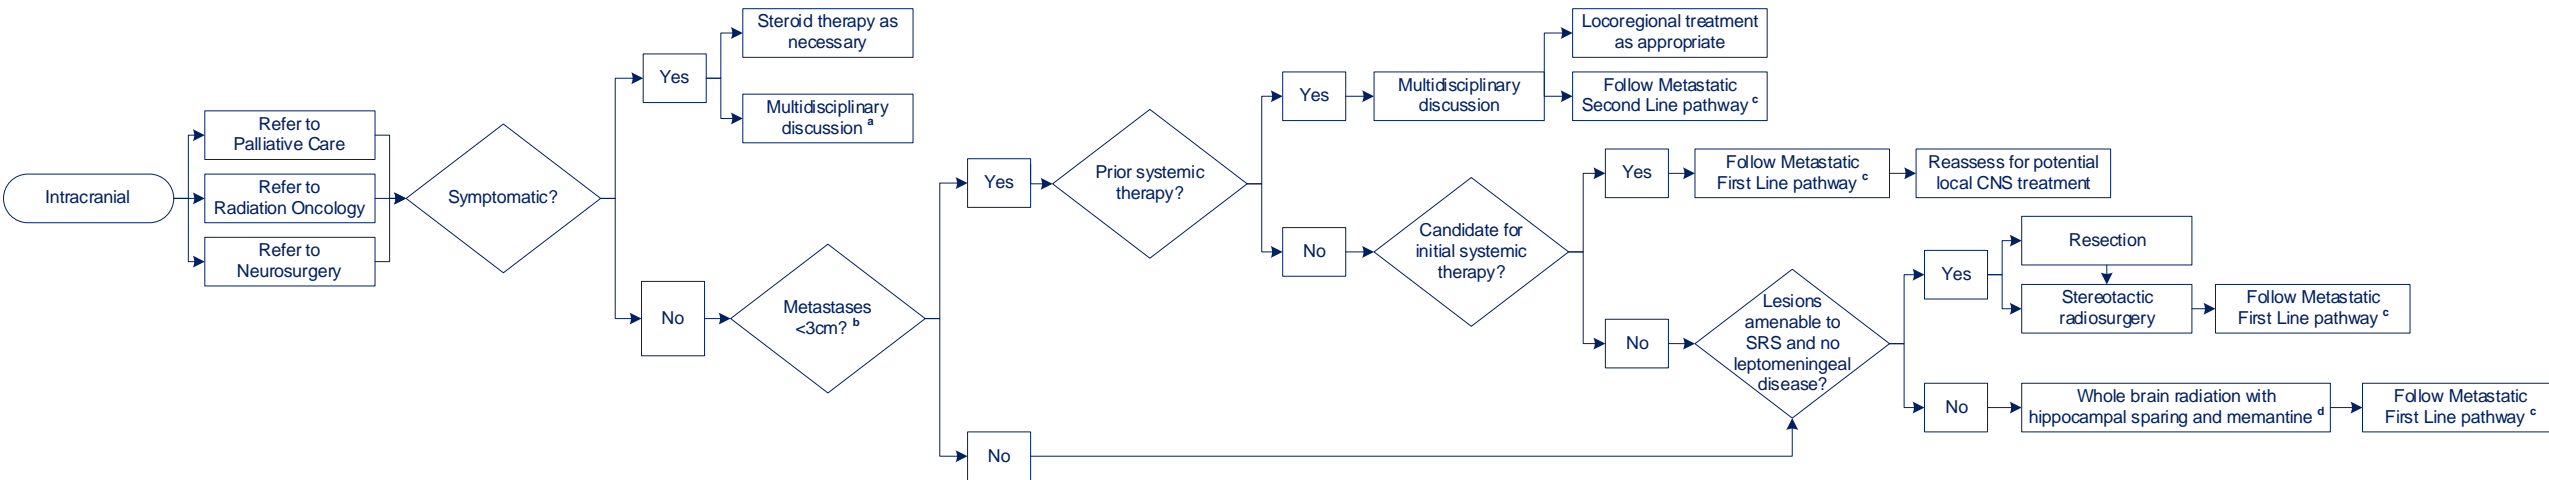 Intracranial
Refer to
Palliative Care
Refer to
Radiation Oncology
Refer to
Neurosurgery
Symptomatic?
Yes
Steroid therapy as
necessary
Multidisciplinary
discussion a
No
Metastases
<3cm? b
Yes
Prior systemic
therapy?
Yes
Multidisciplinary
discussion
Locoregional treatment
as appropriate
Follow Metastatic
Second Line pathway c
No
Candidate for
initial systemic
therapy?
Yes
Follow Metastatic
First Line pathway c
Reassess for potential
local CNS treatment
No
Lesions
amenable to
SRS and no
leptomeningeal
disease?
Yes
Resection
Stereotactic
radiosurgery
Follow Metastatic
First Line pathway c
No
Whole brain radiation with
hippocampal sparing and memantine d
Follow Metastatic
First Line pathway c
No